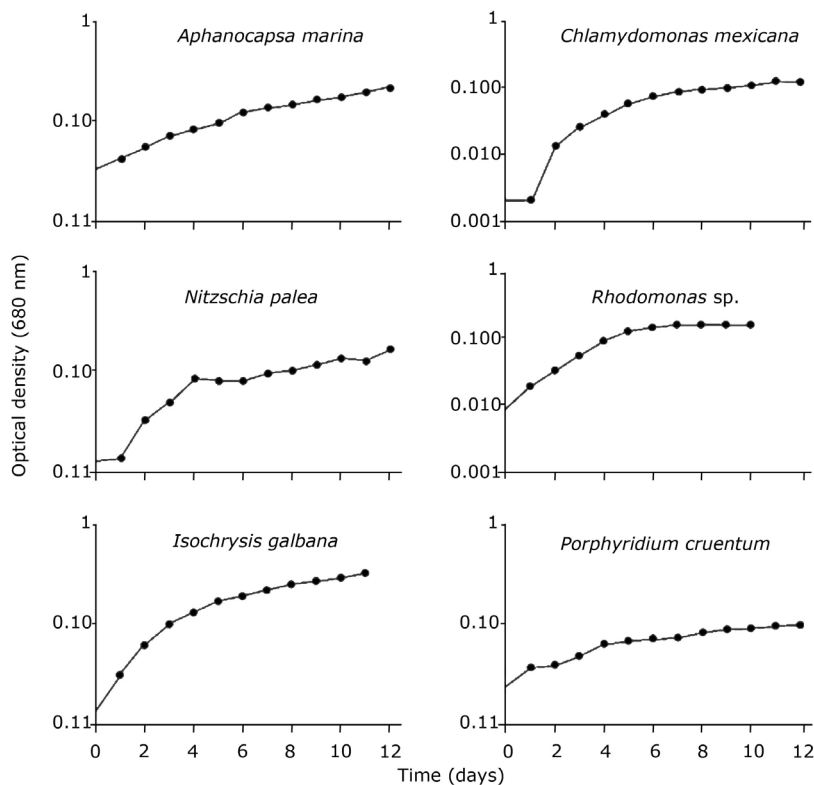 Optical density (680 nm)
1
Aphanocapsa marina
0.10
0.11
1
Chlamydomonas mexicana
0.100
0.010
0.001
1
Nitzschia palea
0.10
0.11
1
Rhodomonas sp.
0.100
0.010
0.001
1
Isochrysis galbana
0.10
0.11
0 2 4 6 8 10 12
1
Porphyridium cruentum
0.10
0.11
0 2 4 6 8 10 12
Time (days)